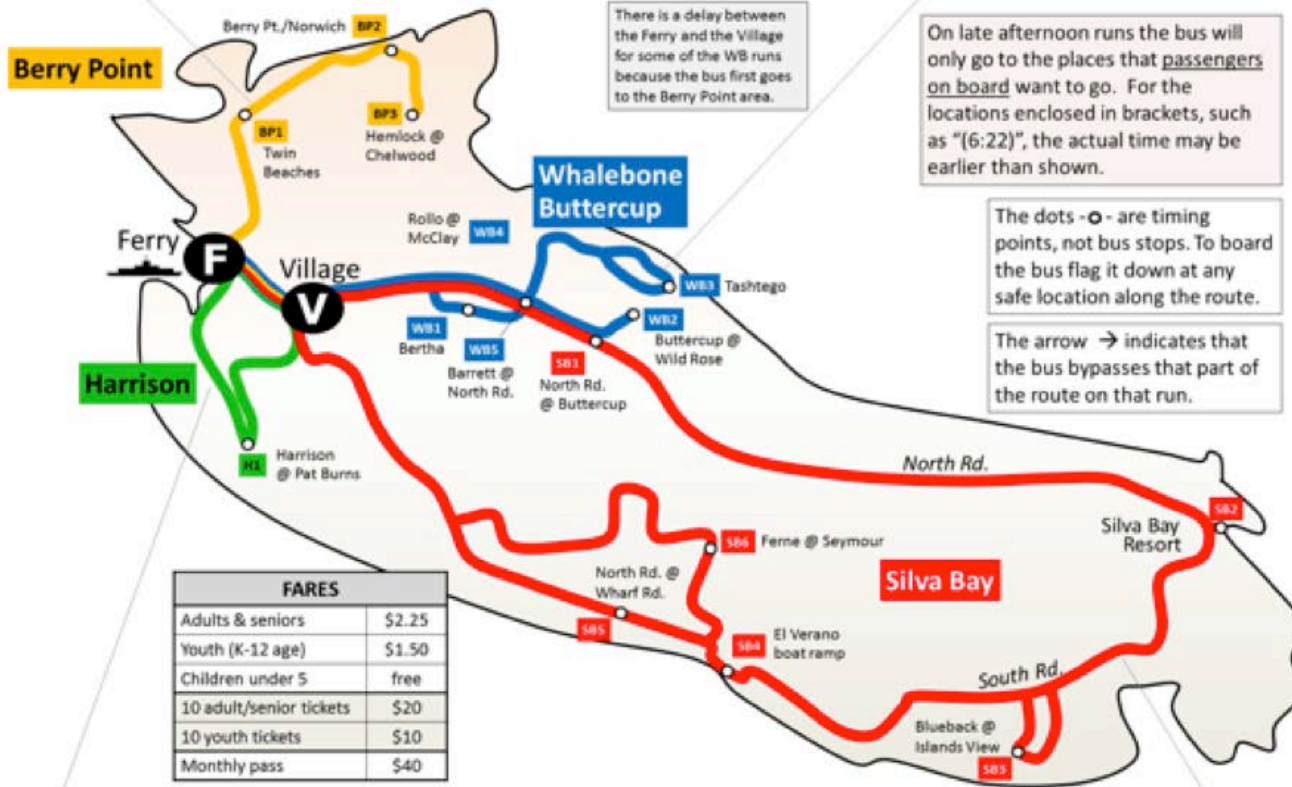 Berry Pt./Norwich
BP2
Berry Point
BP1
Twin
Beaches
BP3
Hemlock @
Chelwood
There is a delay between
the Ferry and the Village
for some of the WB runs
because the bus first goes
to the Berry Point area.
On late afternoon runs the bus will
only go to the places that passengers
on board want to go. For the
locations enclosed in brackets, such
as “(6:22)”, the actual time may be
earlier than shown.
The dots -o- are timing
points, not bus stops. To board
the bus flag it down at any
safe location along the route.
The arrow → indicates that
the bus bypasses that part of
the route on that run.
Whalebone
Buttercup
Rollo @
McClay
WB4
Ferry
F
Village
V
WB3
Tashtego
WB1
Bertha
WB5
Barrett @
North Rd.
WB2
Buttercup @
Wild Rose
SB1
North Rd.
@ Buttercup
Harrison
H1
Harrison
@ Pat Burns
North Rd.
SB2
Silva Bay
Resort
SB6
Ferne @ Seymour
North Rd. @
Wharf Rd.
SB5
Silva Bay
SB4
El Verano
boat ramp
South Rd.
Blueback @
Islands View
SB3
FARES
Adults & seniors $2.25
Youth (K-12 age) $1.50
Children under 5 free
10 adult/senior tickets $20
10 youth tickets $10
Monthly pass $40